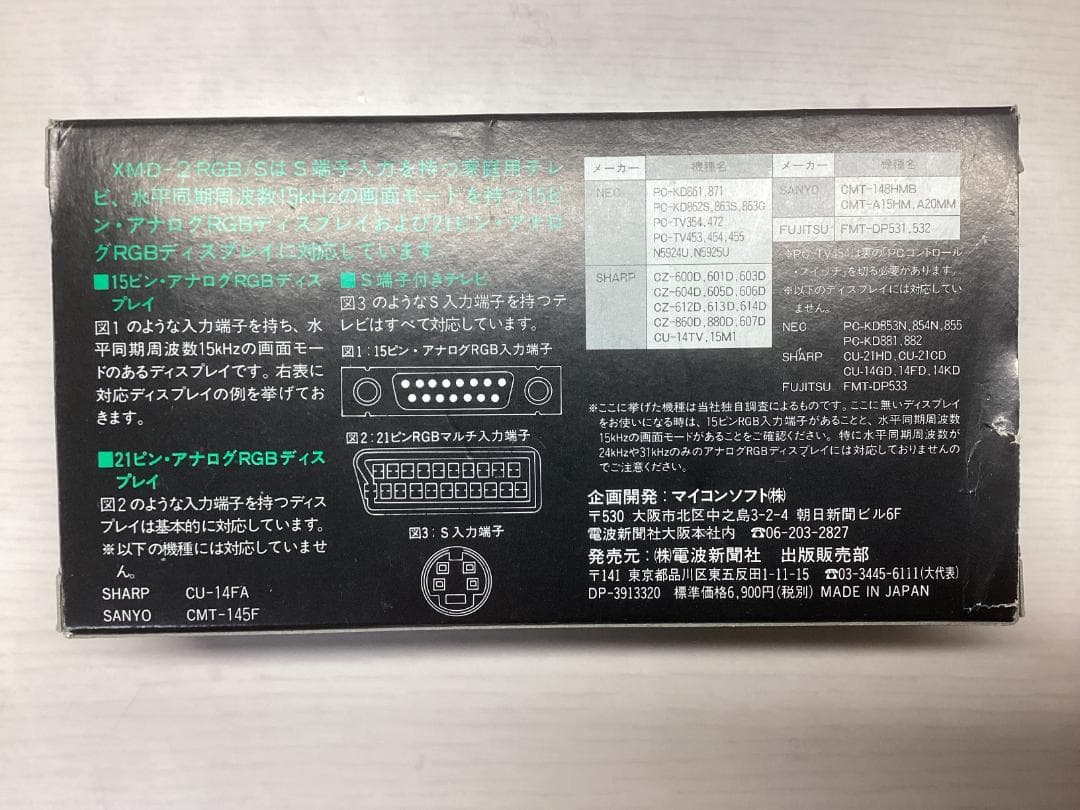 XMD-2 RGB/SはS端子入力を持つ家庭用テレ
ビ、水平同期周波数15kHzの画面モードを持つ15ピ
ン・アナログRGBディスプレイおよび21ピン・アナロ
グRGBディスプレイに対応しています。
■15ピン・アナログRGBディス
プレイ
図1のような入力端子を持ち、水
平同期周波数15kHzの画面モー
ドのあるディスプレイです。右表に
対応ディスプレイの例を挙げてお
きます。
■21ピン・アナログRGBディス
プレイ
図2のような入力端子を持つディス
プレイは基本的に対応しています。
※以下の機種には対応していませ
ん。
SHARP CU-14FA
SANYO CMT-145F
■S端子付きテレビ
図3のようなS入力端子を持つテ
レビはすべて対応しています。
図1:15ピン・アナログRGB入力端子
図2:21ピンRGBマルチ入力端子
図3:S入力端子
メーカー 機種名
NEC PC-KD861,871
PC-KD862S,863S,863G
PC-TV354,472
PC-TV453,454,455
N5924U,N5925U
SHARP CZ-600D,601D,603D
CZ-604D,605D,606D
CZ-612D,613D,614D
CZ-860D,880D,607D
CU-14TV,15M1
メーカー 機種名
SANYO CMT-148HMB
CMT-A15HM,A20MM
FUJITSU FMT-DP531,532
※PC-TV454は裏の「PCコントロール
・スイッチ」を切る必要があります。
※以下のディスプレイには対応してい
ません。
NEC PC-KD853N,854N,855
PC-KD881,882
SHARP CU-21HD,CU-21CD
CU-14GD,14FD,14KD
FUJITSU FMT-DP533
※ここに挙げた機種は当社独自調査によるものです。ここに無いディスプレイ
をお使いになる時は、15ピンRGB入力端子があることと、水平同期周波数
15kHzの画面モードがあることをご確認ください。特に水平同期周波数が
24kHzや31kHzのみのアナログRGBディスプレイには対応しておりませんの
でご注意ください。
企画開発:マイコンソフト㈱
〒530 大阪市北区中之島3-2-4 朝日新聞ビル6F
電波新聞社大阪本社内 ☎06-203-2827
発売元:㈱電波新聞社 出版販売部
〒141 東京都品川区東五反田1-11-15 ☎03-3445-6111(大代表)
DP-3913320 標準価格6,900円(税別) MADE IN JAPAN